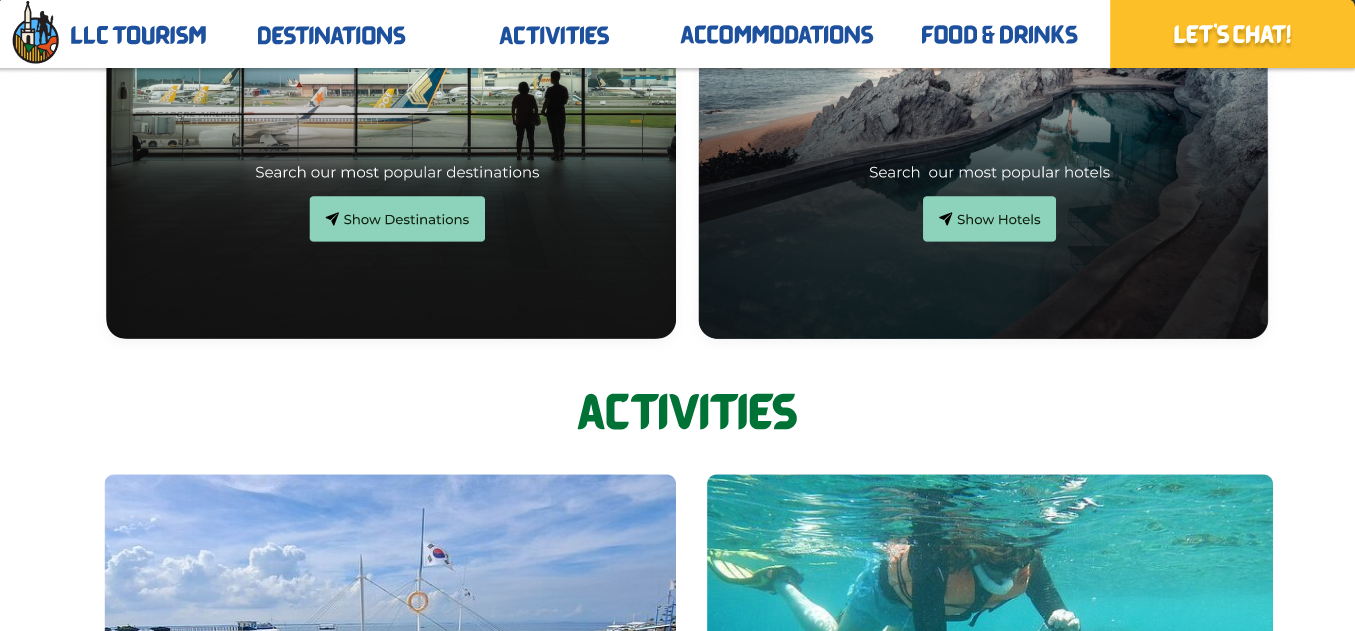 LLC TOURISM
DESTINATIONS
ACTIVITIES
ACCOMMODATIONS
FOOD & DRINKS
LET'S CHAT!
Search our most popular destinations
Show Destinations
Search our most popular hotels
Show Hotels
ACTIVITIES